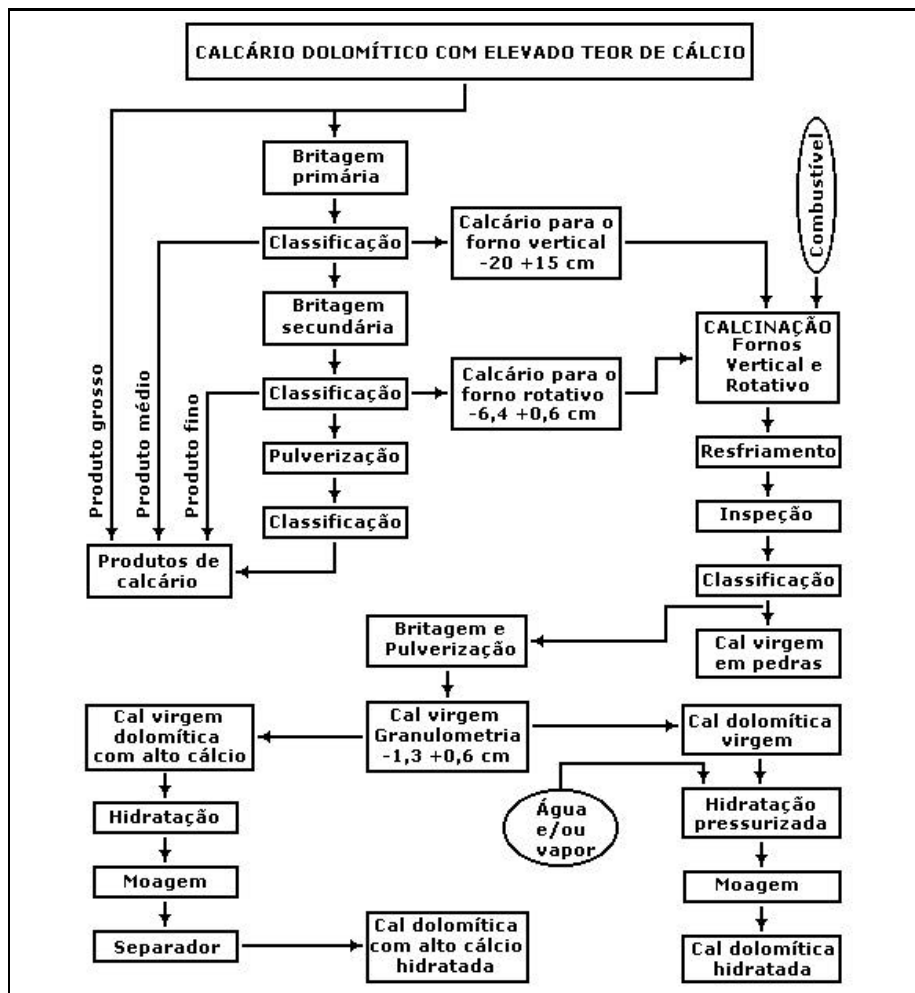 CALCÁRIO DOLOMÍTICO COM ELEVADO TEOR DE CÁLCIO
Britagem
primária
Combustível
Classificação
Calcário para o
forno vertical
-20 +15 cm
Britagem
secundária
CALCINAÇÃO
Fornos
Vertical e
Rotativo
Produto grosso
Produto médio
Produto fino
Classificação
Calcário para o
forno rotativo
-6,4 +0,6 cm
Pulverização
Resfriamento
Classificação
Inspeção
Produtos de
calcário
Classificação
Britagem e
Pulverização
Cal virgem
em pedras
Cal virgem
dolomítica
com alto cálcio
Cal virgem
Granulometria
-1,3 +0,6 cm
Cal dolomítica
virgem
Hidratação
Água
e/ou
vapor
Hidratação
pressurizada
Moagem
Moagem
Separador
Cal dolomítica
com alto cálcio
hidratada
Cal dolomítica
hidratada